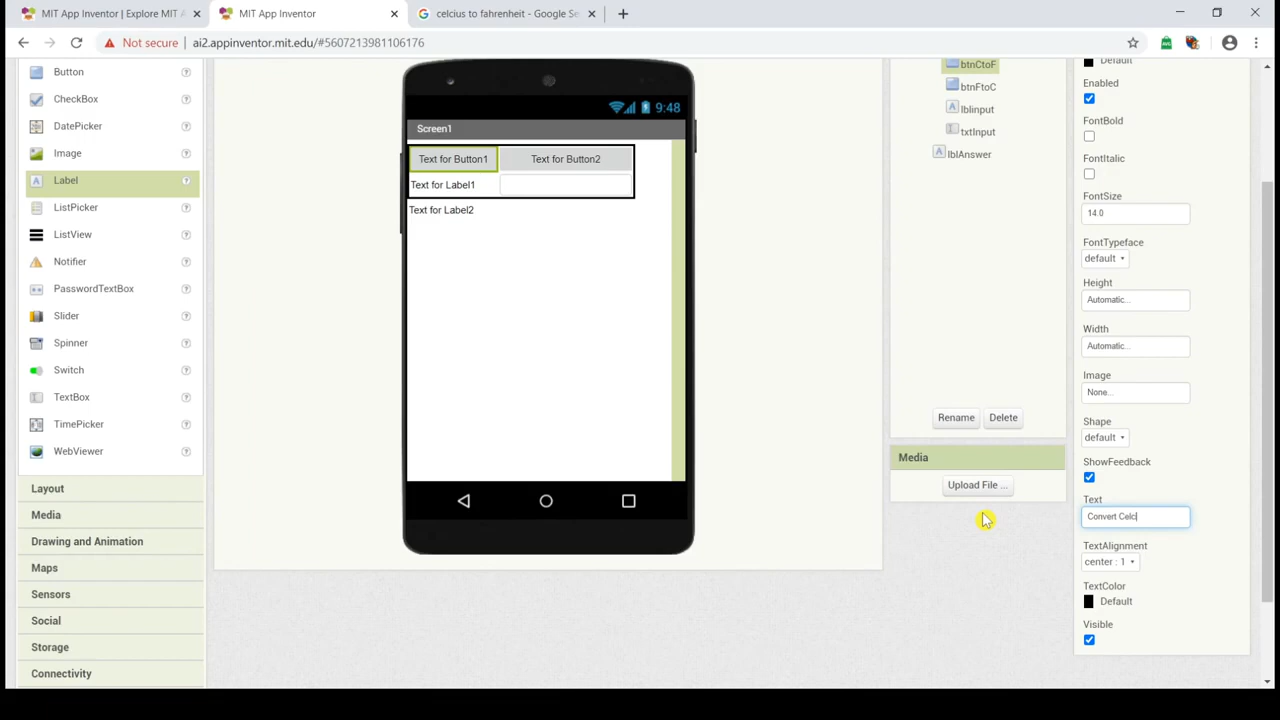 MIT App Inventor | Explore MIT A
MIT App Inventor
celcius to fahrenheit - Google Se
Not secure
ai2.appinventor.mit.edu/#5607213981106176
Button
CheckBox
DatePicker
Image
Label
ListPicker
ListView
Notifier
PasswordTextBox
Slider
Spinner
Switch
TextBox
TimePicker
WebViewer
Layout
Media
Drawing and Animation
Maps
Sensors
Social
Storage
Connectivity
9:48
Screen1
Text for Button1
Text for Button2
Text for Label1
Text for Label2
btnCtoF
btnFtoC
lblinput
txtInput
lblAnswer
Rename
Delete
Media
Upload File ...
Default
Enabled
FontBold
FontItalic
FontSize
14.0
FontTypeface
default
Height
Automatic...
Width
Automatic...
Image
None...
Shape
default
ShowFeedback
Text
Convert Celci
TextAlignment
center : 1
TextColor
Default
Visible